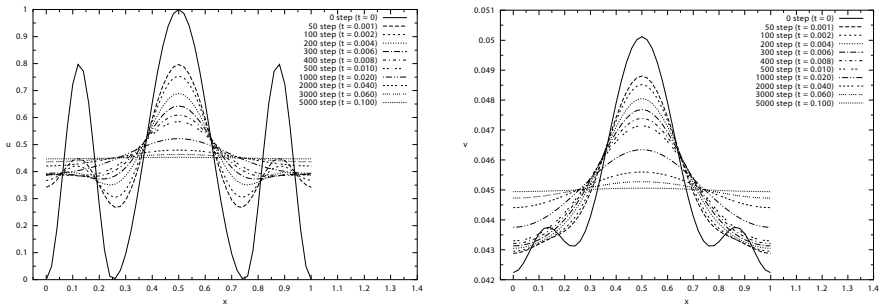 1
0.9
0.8
0.7
0.6
0.5
0.4
0.3
0.2
0.1
0
u
0 step (t = 0)
50 step (t = 0.001)
100 step (t = 0.002)
200 step (t = 0.004)
300 step (t = 0.006)
400 step (t = 0.008)
500 step (t = 0.010)
1000 step (t = 0.020)
2000 step (t = 0.040)
3000 step (t = 0.060)
5000 step (t = 0.100)
0 0.1 0.2 0.3 0.4 0.5 0.6 0.7 0.8 0.9 1.0 1.1 1.2 1.3 1.4
x
0.051
0.05
0.049
0.048
0.047
0.046
0.045
0.044
0.043
0.042
v
0 step (t = 0)
50 step (t = 0.001)
100 step (t = 0.002)
200 step (t = 0.004)
300 step (t = 0.006)
400 step (t = 0.008)
500 step (t = 0.010)
1000 step (t = 0.020)
2000 step (t = 0.040)
3000 step (t = 0.060)
5000 step (t = 0.100)
0.0 0.1 0.2 0.3 0.4 0.5 0.6 0.7 0.8 0.9 1.0 1.1 1.2 1.3 1.4
x